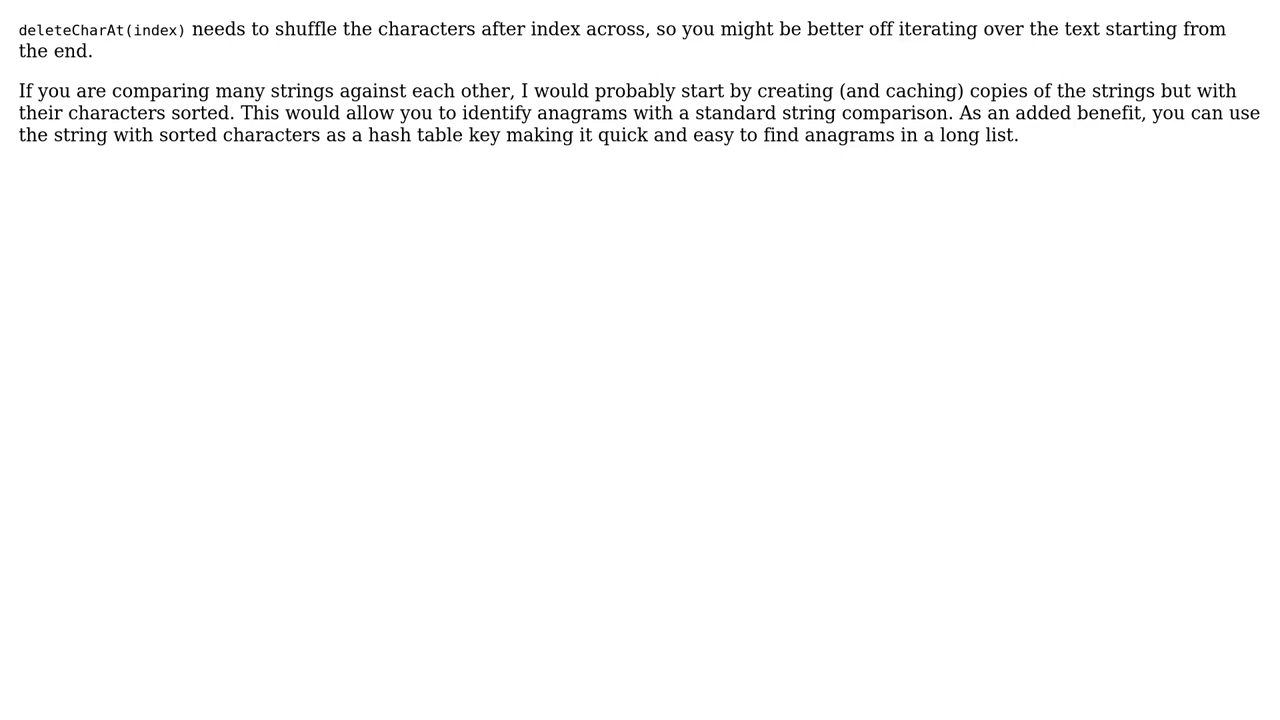 deleteCharAt(index) needs to shuffle the characters after index across, so you might be better off iterating over the text starting from
the end.
If you are comparing many strings against each other, I would probably start by creating (and caching) copies of the strings but with
their characters sorted. This would allow you to identify anagrams with a standard string comparison. As an added benefit, you can use
the string with sorted characters as a hash table key making it quick and easy to find anagrams in a long list.